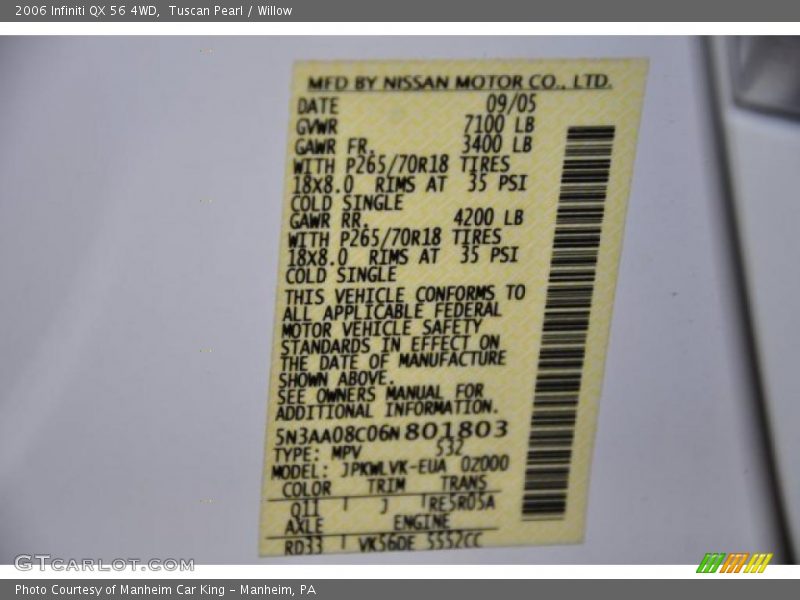 2006 Infiniti QX 56 4WD,  Tuscan Pearl / Willow
MFD BY NISSAN MOTOR CO., LTD.
DATE 09/05
GVWR 7100 LB
GAWR FR. 3400 LB
WITH P265/70R18 TIRES
18X8.0 RIMS AT 35 PSI
COLD SINGLE
GAWR RR. 4200 LB
WITH P265/70R18 TIRES
18X8.0 RIMS AT 35 PSI
COLD SINGLE
THIS VEHICLE CONFORMS TO
ALL APPLICABLE FEDERAL
MOTOR VEHICLE SAFETY
STANDARDS IN EFFECT ON
THE DATE OF MANUFACTURE
SHOWN ABOVE.
SEE OWNERS MANUAL FOR
ADDITIONAL INFORMATION.
5N3AA08C06N801803
TYPE: MPV 532
MODEL: JPKWLVK-EUA 0Z000
COLOR TRIM TRANS
Q11 J RE5R05A
AXLE ENGINE
RD33 VK56DE 5552CC
GTCARLOT.COM
Photo Courtesy of Manheim Car King - Manheim, PA